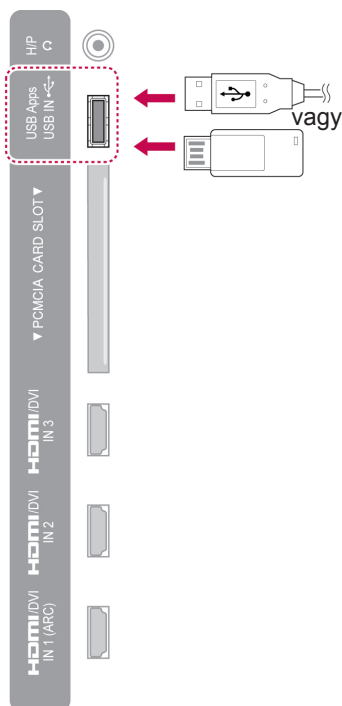 H/P
USB Apps
USB IN
vagy
▼ PCMCIA CARD SLOT ▼
HDMI/DVI
IN 3
HDMI/DVI
IN 2
HDMI/DVI
IN 1 (ARC)